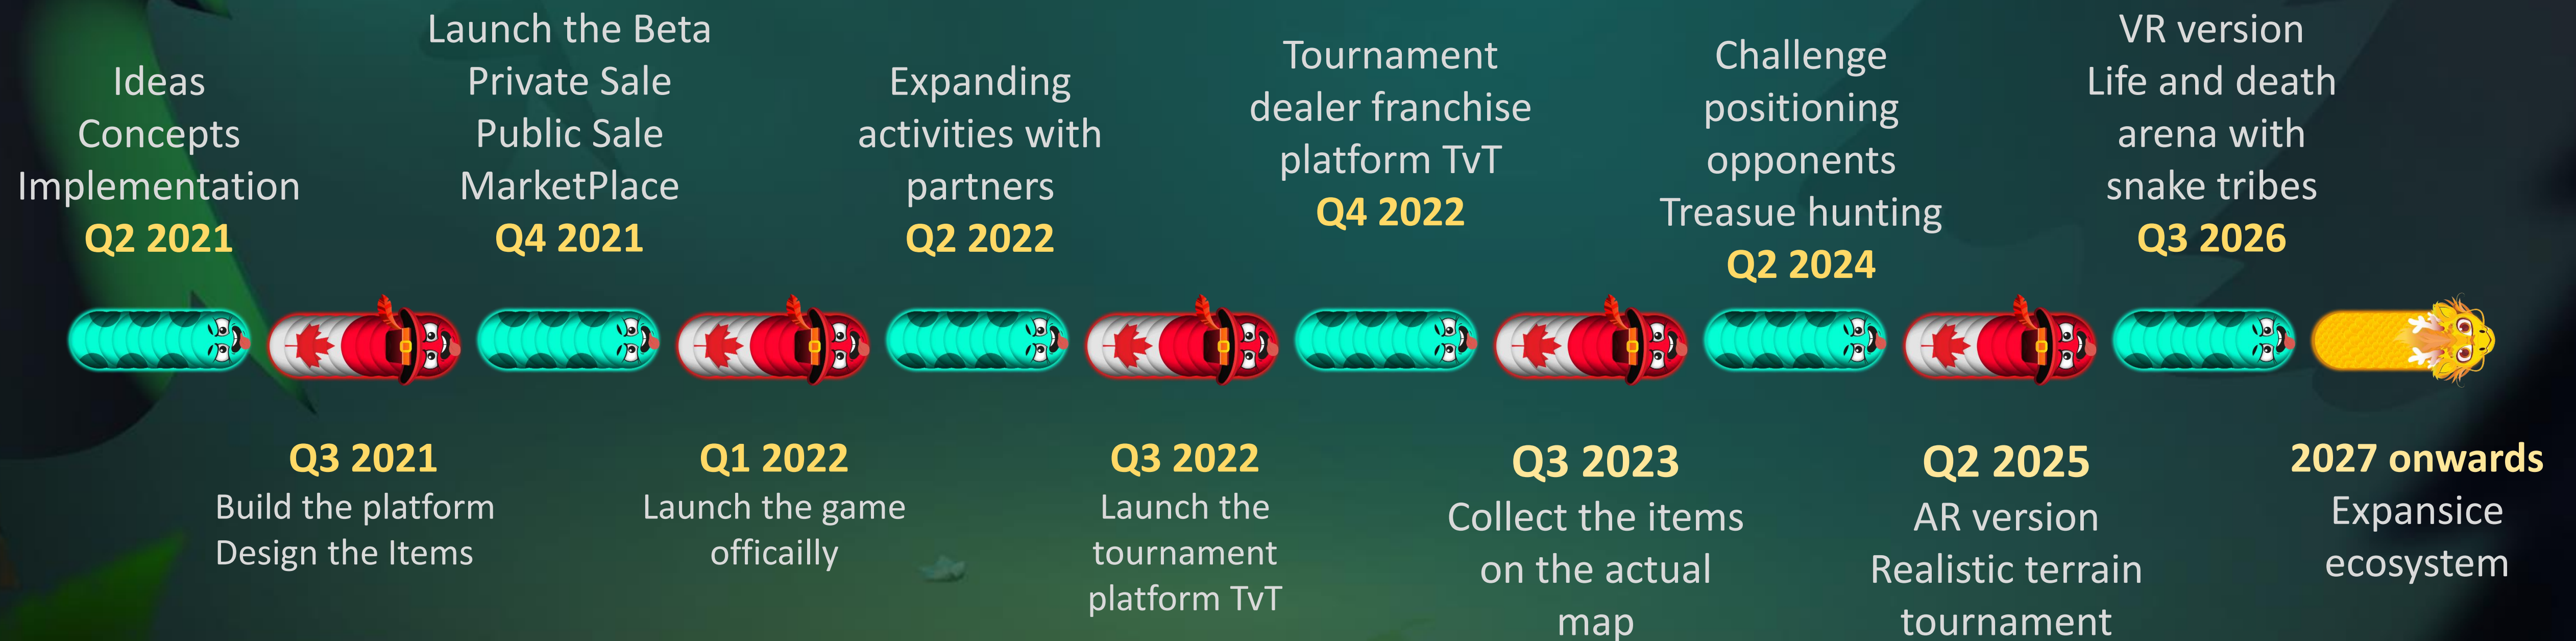 Ideas
Concepts
Implementation
Q2 2021
Q3 2021
Build the platform
Design the Items
Launch the Beta
Private Sale
Public Sale
MarketPlace
Q4 2021
Q1 2022
Launch the game
officailly
Expanding
activities with
partners
Q2 2022
Q3 2022
Launch the
tournament
platform TvT
Tournament
dealer franchise
platform TvT
Q4 2022
Q3 2023
Collect the items
on the actual
map
Challenge
positioning
opponents
Treasue hunting
Q2 2024
Q2 2025
AR version
Realistic terrain
tournament
VR version
Life and death
arena with
snake tribes
Q3 2026
2027 onwards
Expansice
ecosystem